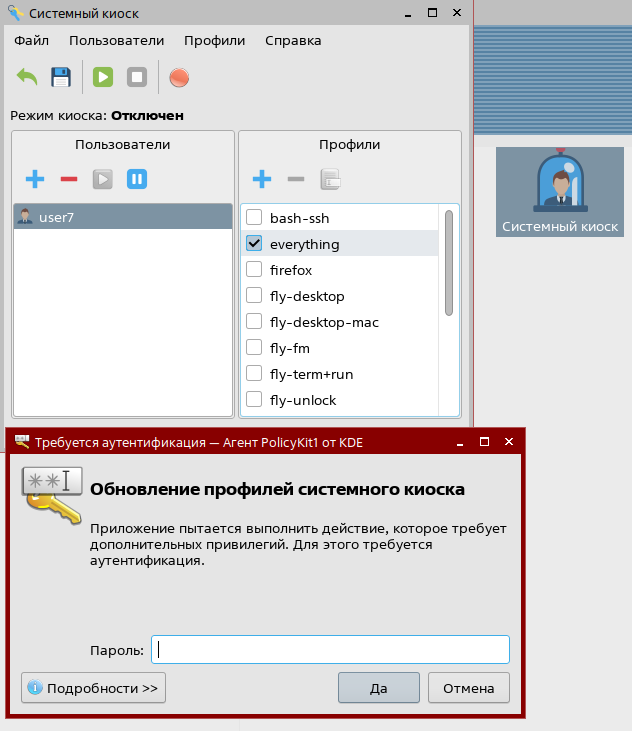 Системный киоск
Файл Пользователи Профили Справка
Режим киоска: Отключен
Пользователи
Профили
user7
bash-ssh
everything
firefox
fly-desktop
fly-desktop-mac
fly-fm
fly-term+run
fly-unlock
Системный киоск
Требуется аутентификация — Агент PolicyKit1 от KDE
Обновление профилей системного киоска
Приложение пытается выполнить действие, которое требует
дополнительных привилегий. Для этого требуется
аутентификация.
Пароль:
Подробности >>
Да
Отмена